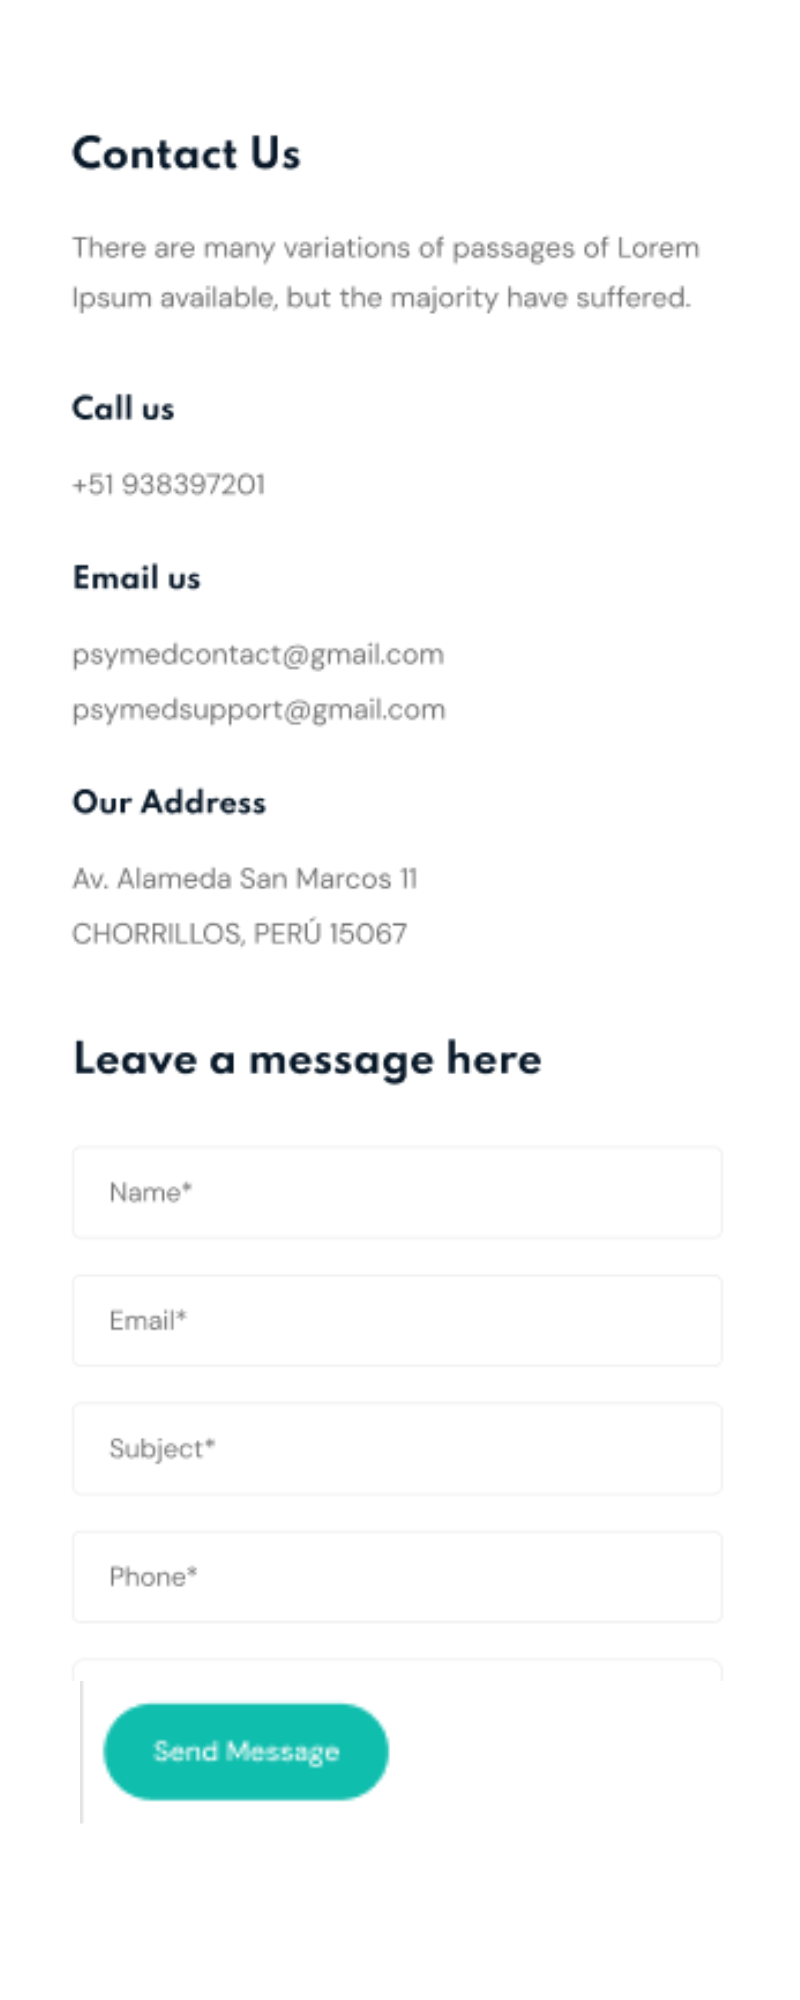 Contact Us
There are many variations of passages of Lorem
Ipsum available, but the majority have suffered.
Call us
+51 938397201
Email us
psymedcontact@gmail.com
psymedsupport@gmail.com
Our Address
Av. Alameda San Marcos 11
CHORRILLOS, PERÚ 15067
Leave a message here
Name*
Email*
Subject*
Phone*
Send Message